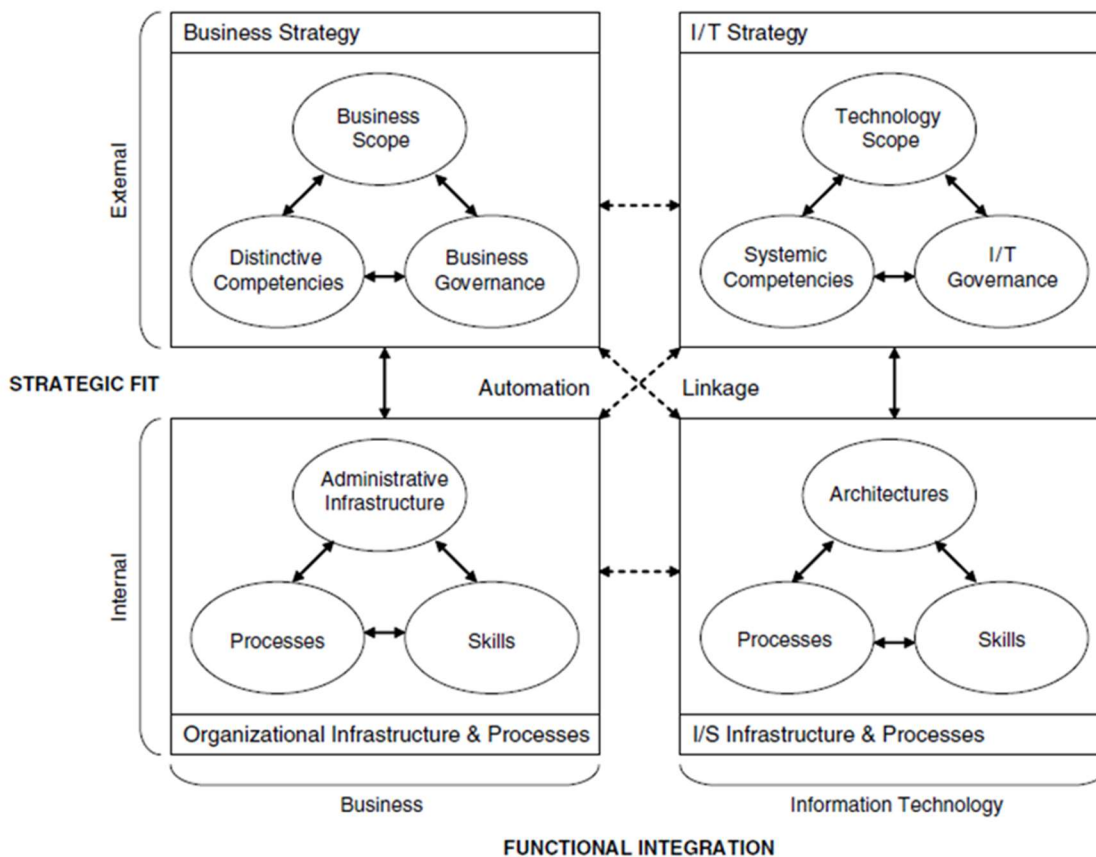 Business Strategy
I/T Strategy
Business
Scope
Technology
Scope
External
Distinctive
Competencies
Business
Governance
Systemic
Competencies
I/T
Governance
STRATEGIC FIT
Automation
Linkage
Administrative
Infrastructure
Architectures
Internal
Processes
Skills
Processes
Skills
Organizational Infrastructure & Processes
I/S Infrastructure & Processes
Business
Information Technology
FUNCTIONAL INTEGRATION